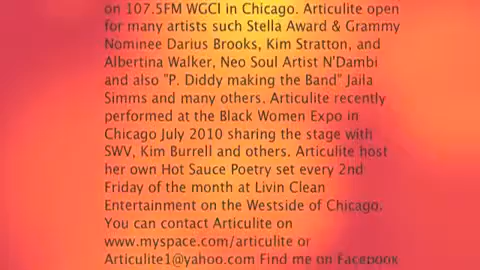 on 107.5FM WGCI in Chicago. Articulite open
for many artists such Stella Award & Grammy
Nominee Darius Brooks, Kim Stratton, and
Albertina Walker, Neo Soul Artist N'Dambi
and also "P. Diddy making the Band" Jaila
Simms and many others. Articulite recently
performed at the Black Women Expo in
Chicago July 2010 sharing the stage with
SWV, Kim Burrell and others. Articulite host
her own Hot Sauce Poetry set every 2nd
Friday of the month at Livin Clean
Entertainment on the Westside of Chicago.
You can contact Articulite on
www.myspace.com/articulite or
Articulite1@yahoo.com Find me on Facebook